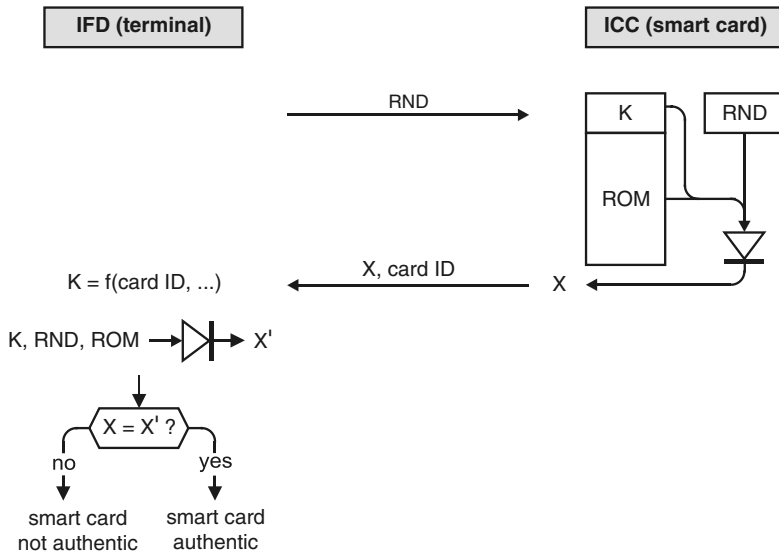 IFD (terminal)
ICC (smart card)
RND
K
RND
ROM
X, card ID
X
K = f(card ID, ...)
K, RND, ROM
X'
X = X' ?
no
yes
smart card
not authentic
smart card
authentic